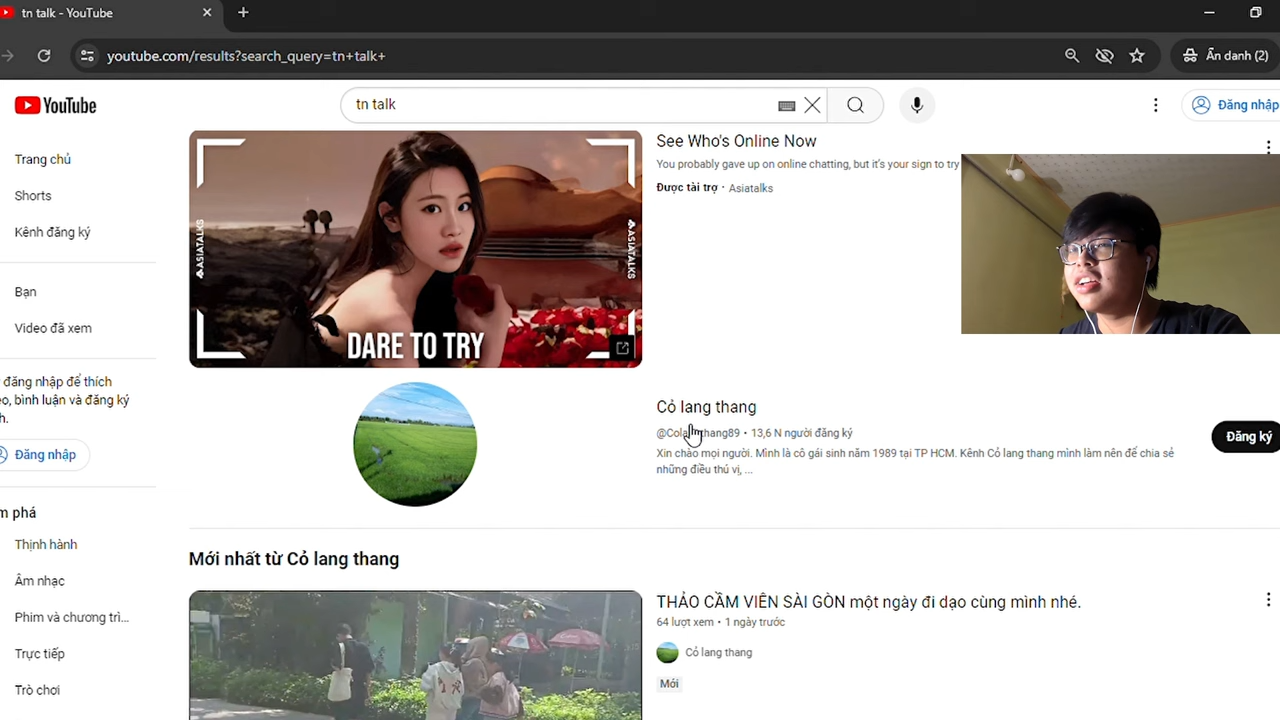 tn talk - YouTube
youtube.com/results?search_query=tn+talk+
Ẩn danh (2)
YouTube
tn talk
Đăng nhập
Trang chủ
Shorts
Kênh đăng ký
Bạn
Video đã xem
đăng nhập để thích
eo, bình luận và đăng ký
h.
Đăng nhập
m phá
Thịnh hành
Âm nhạc
Phim và chương trì...
Trực tiếp
Trò chơi
ASIATALKS
ASIATALKS
DARE TO TRY
See Who's Online Now
You probably gave up on online chatting, but it's your sign to try
Được tài trợ · Asiatalks
Cỏ lang thang
@Cola thang89 • 13,6 N người đăng ký
Xin chào mọi người. Mình là cô gái sinh năm 1989 tại TP HCM. Kênh Cỏ lang thang mình làm nên để chia sẻ
những điều thú vị, ...
Đăng ký
Mới nhất từ Cỏ lang thang
THẢO CẦM VIÊN SÀI GÒN một ngày đi dạo cùng mình nhé.
64 lượt xem • 1 ngày trước
Cỏ lang thang
Mới